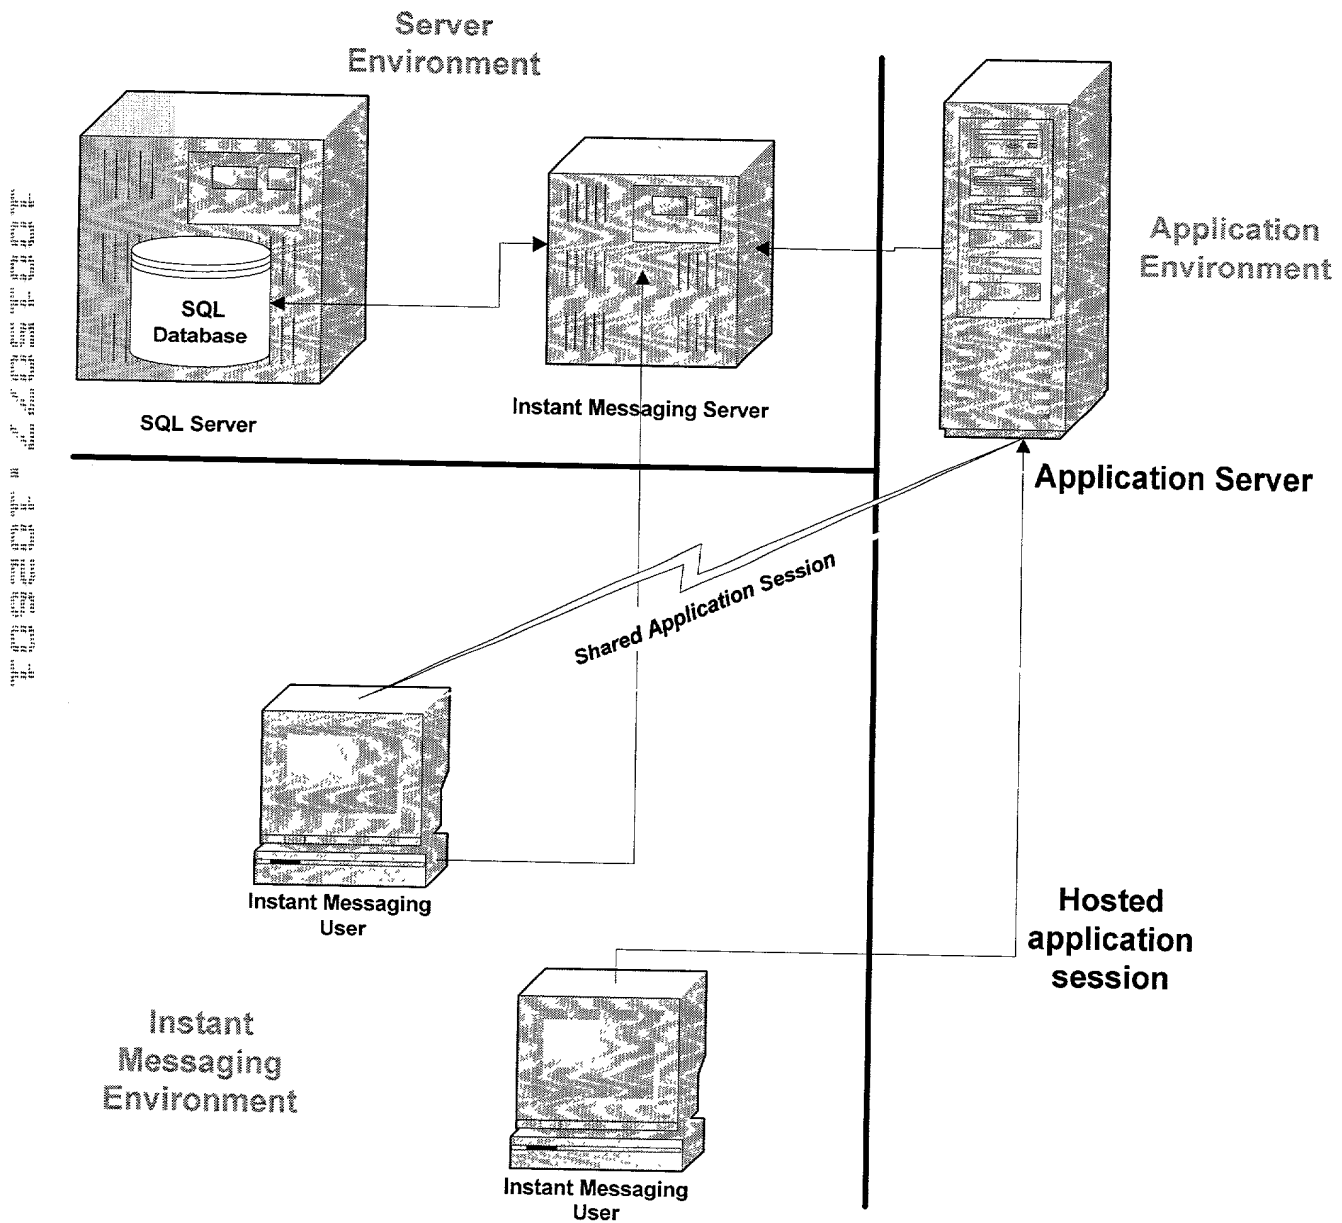 Server
Environment
SQL
Database
SQL Server
Instant Messaging Server
Application
Environment
Application Server
Shared Application Session
Instant Messaging
User
Hosted
application
session
Instant
Messaging
Environment
Instant Messaging
User